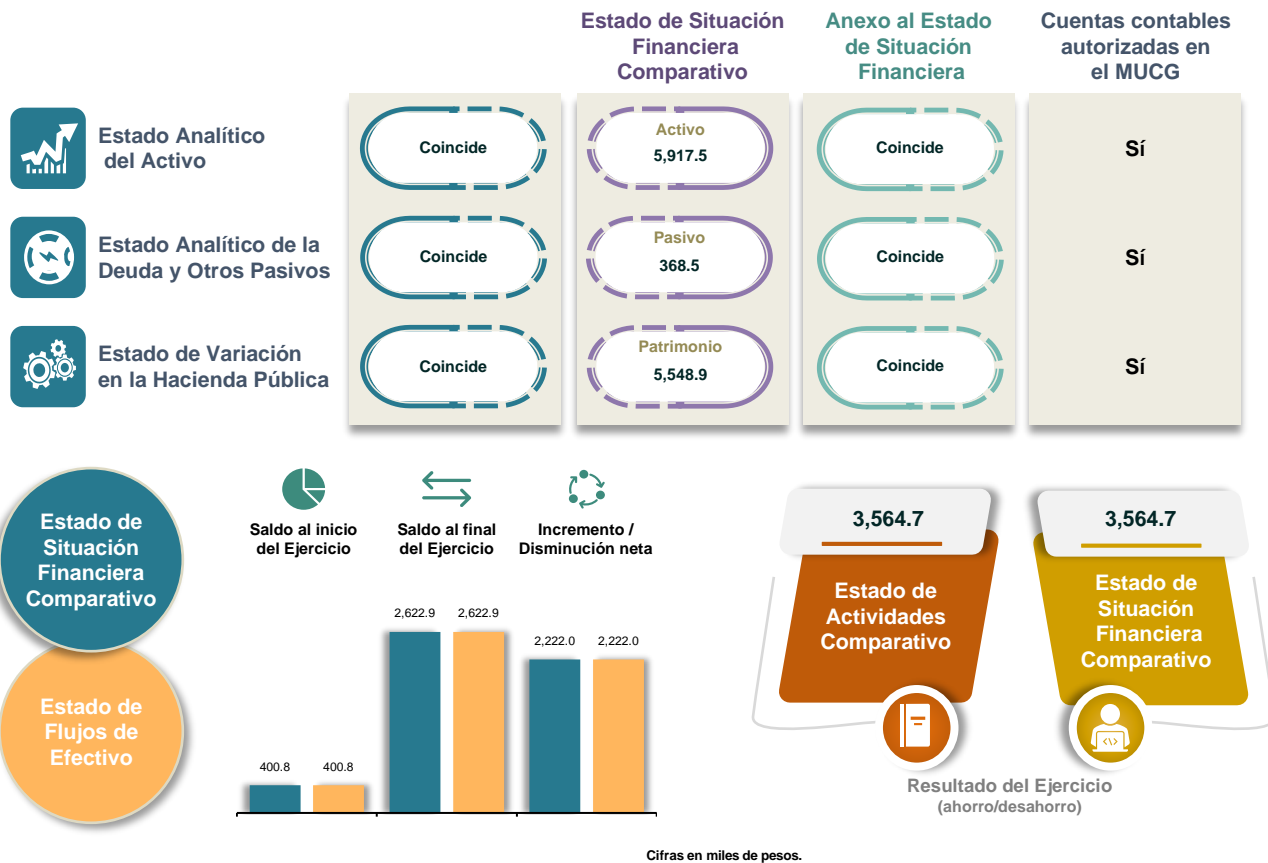 Estado de Situación
Financiera
Comparativo
Anexo al Estado
de Situación
Financiera
Cuentas contables
autorizadas en
el MUCG
Estado Analítico
del Activo
Coincide
Activo
5,917.5
Coincide
Sí
Estado Analítico de la
Deuda y Otros Pasivos
Coincide
Pasivo
368.5
Coincide
Sí
Estado de Variación
en la Hacienda Pública
Coincide
Patrimonio
5,548.9
Coincide
Sí
Estado de
Situación
Financiera
Comparativo
Estado de
Flujos de
Efectivo
Saldo al inicio
del Ejercicio
Saldo al final
del Ejercicio
Incremento /
Disminución neta
400.8
400.8
2,622.9
2,622.9
2,222.0
2,222.0
3,564.7
Estado de
Actividades
Comparativo
3,564.7
Estado de
Situación
Financiera
Comparativo
Resultado del Ejercicio
(ahorro/desahorro)
Cifras en miles de pesos.